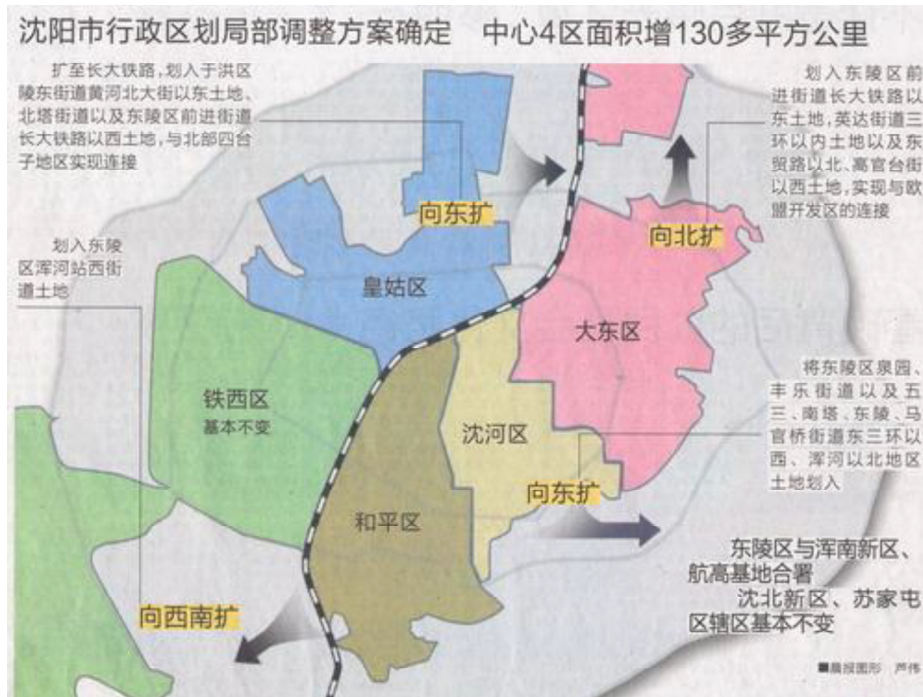 沈阳市行政区划局部调整方案确定 中心4区面积增130多平方公里
扩至长大铁路,划入于洪区
陵东街道黄河北大街以东土地、
北塔街道以及东陵区前进街道
长大铁路以西土地,与北部四台
子地区实现连接
划入东陵区前
进街道长大铁路以
东土地,英达街道三
环以内土地以及东
贸路以北、高官台街
以西土地,实现与欧
盟开发区的连接
向东扩
向北扩
划入东陵
区浑河站西街
道土地
皇姑区
大东区
铁西区
基本不变
沈河区
将东陵区泉园、
丰乐街道以及五
三、南塔、东陵、马
官桥街道东三环以
西、浑河以北地区
土地划入
向东扩
和平区
东陵区与浑南新区、
航高基地合署
沈北新区、苏家屯
区辖区基本不变
向西南扩
■晨报图形 芦伟